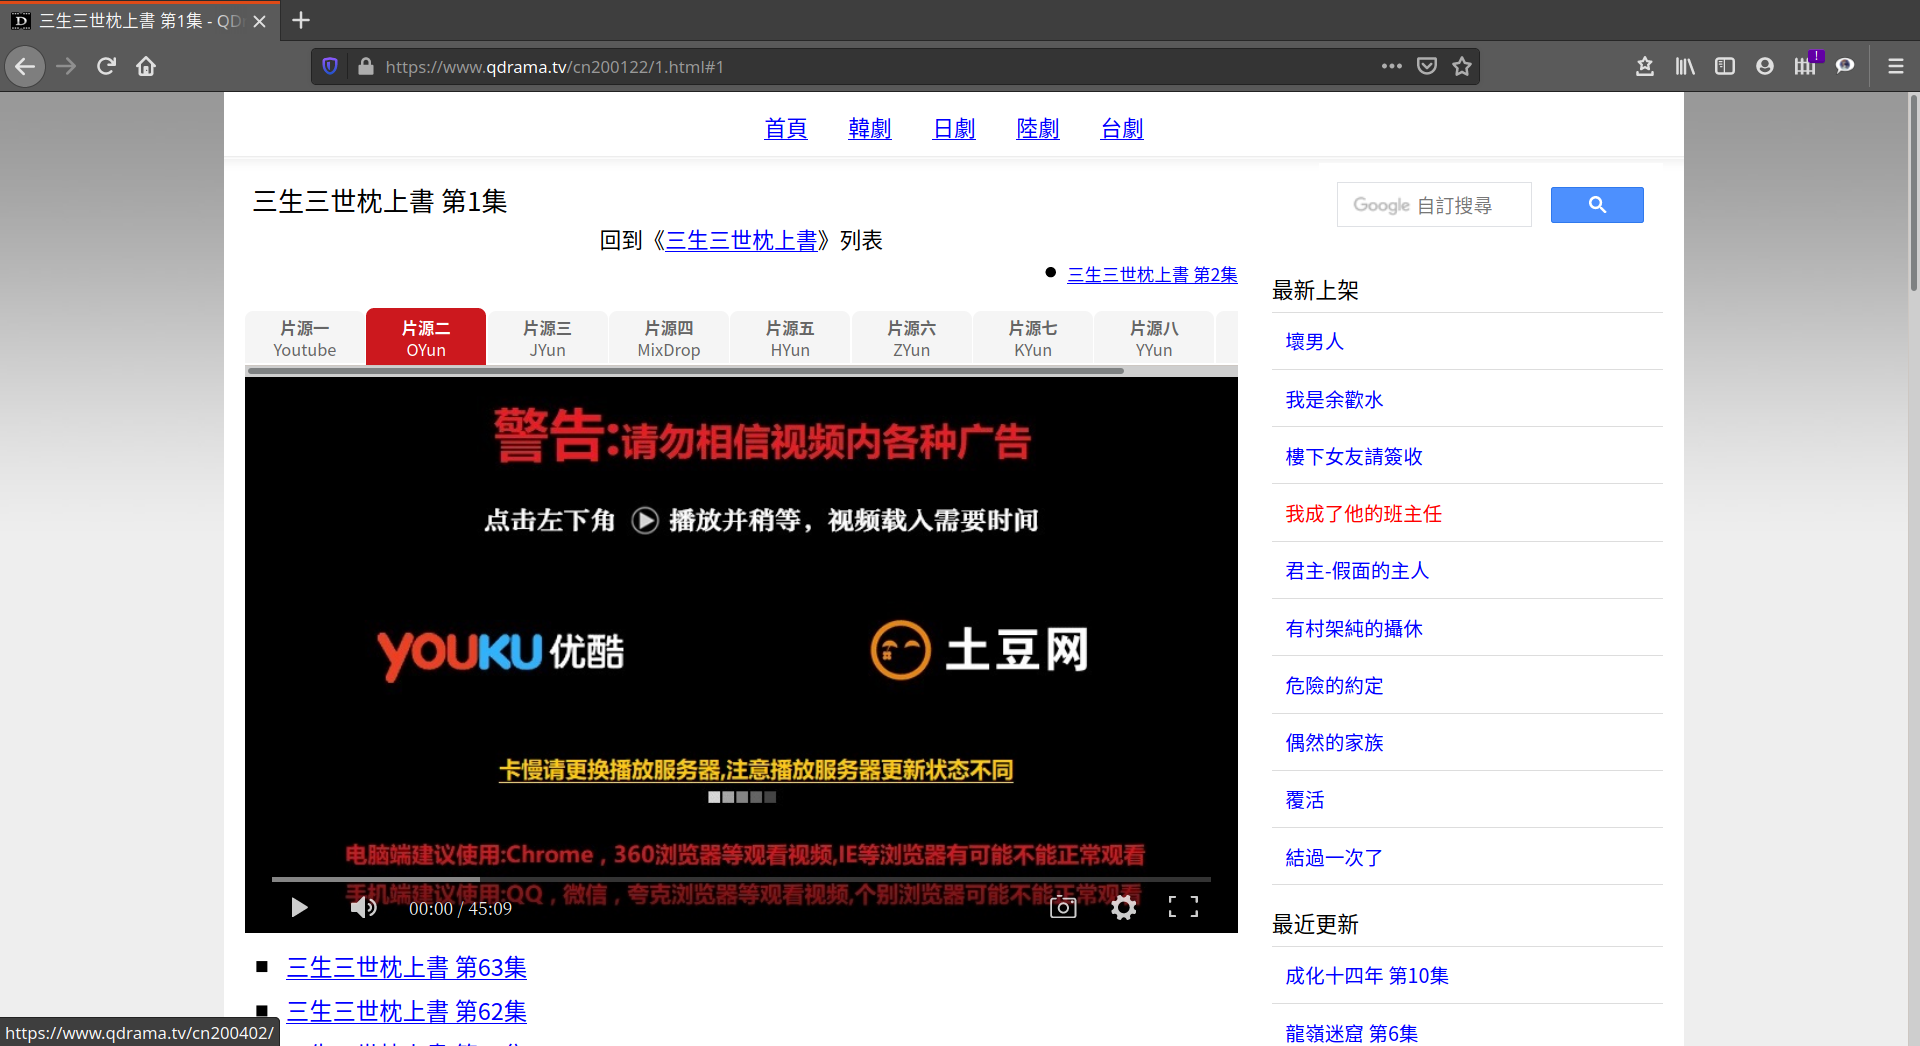 三生三世枕上書 第1集 - QD
https://www.qdrama.tv/cn200122/1.html#1
首頁 韓劇 日劇 陸劇 台劇
三生三世枕上書 第1集
Google 自訂搜尋
回到《三生三世枕上書》列表
三生三世枕上書 第2集
片源一 片源二 片源三 片源四 片源五 片源六 片源七 片源八
Youtube OYun JYun MixDrop HYun ZYun KYun YYun
警告:请勿相信视频内各种广告
点击左下角 播放并稍等，视频载入需要时间
YOUKU 优酷 土豆网
卡慢请更换播放服务器,注意播放服务器更新状态不同
电脑端建议使用:Chrome，360浏览器等观看视频,IE等浏览器有可能不能正常观看
手机端建议使用:QQ，微信，夸克浏览器等观看视频,个别浏览器可能不能正常观看
00:00 / 45:09
三生三世枕上書 第63集
三生三世枕上書 第62集
最新上架
壞男人
我是余歡水
樓下女友請簽收
我成了他的班主任
君主-假面的主人
有村架純的攝休
危險的約定
偶然的家族
覆活
結過一次了
最近更新
成化十四年 第10集
龍嶺迷窟 第6集
https://www.qdrama.tv/cn200402/